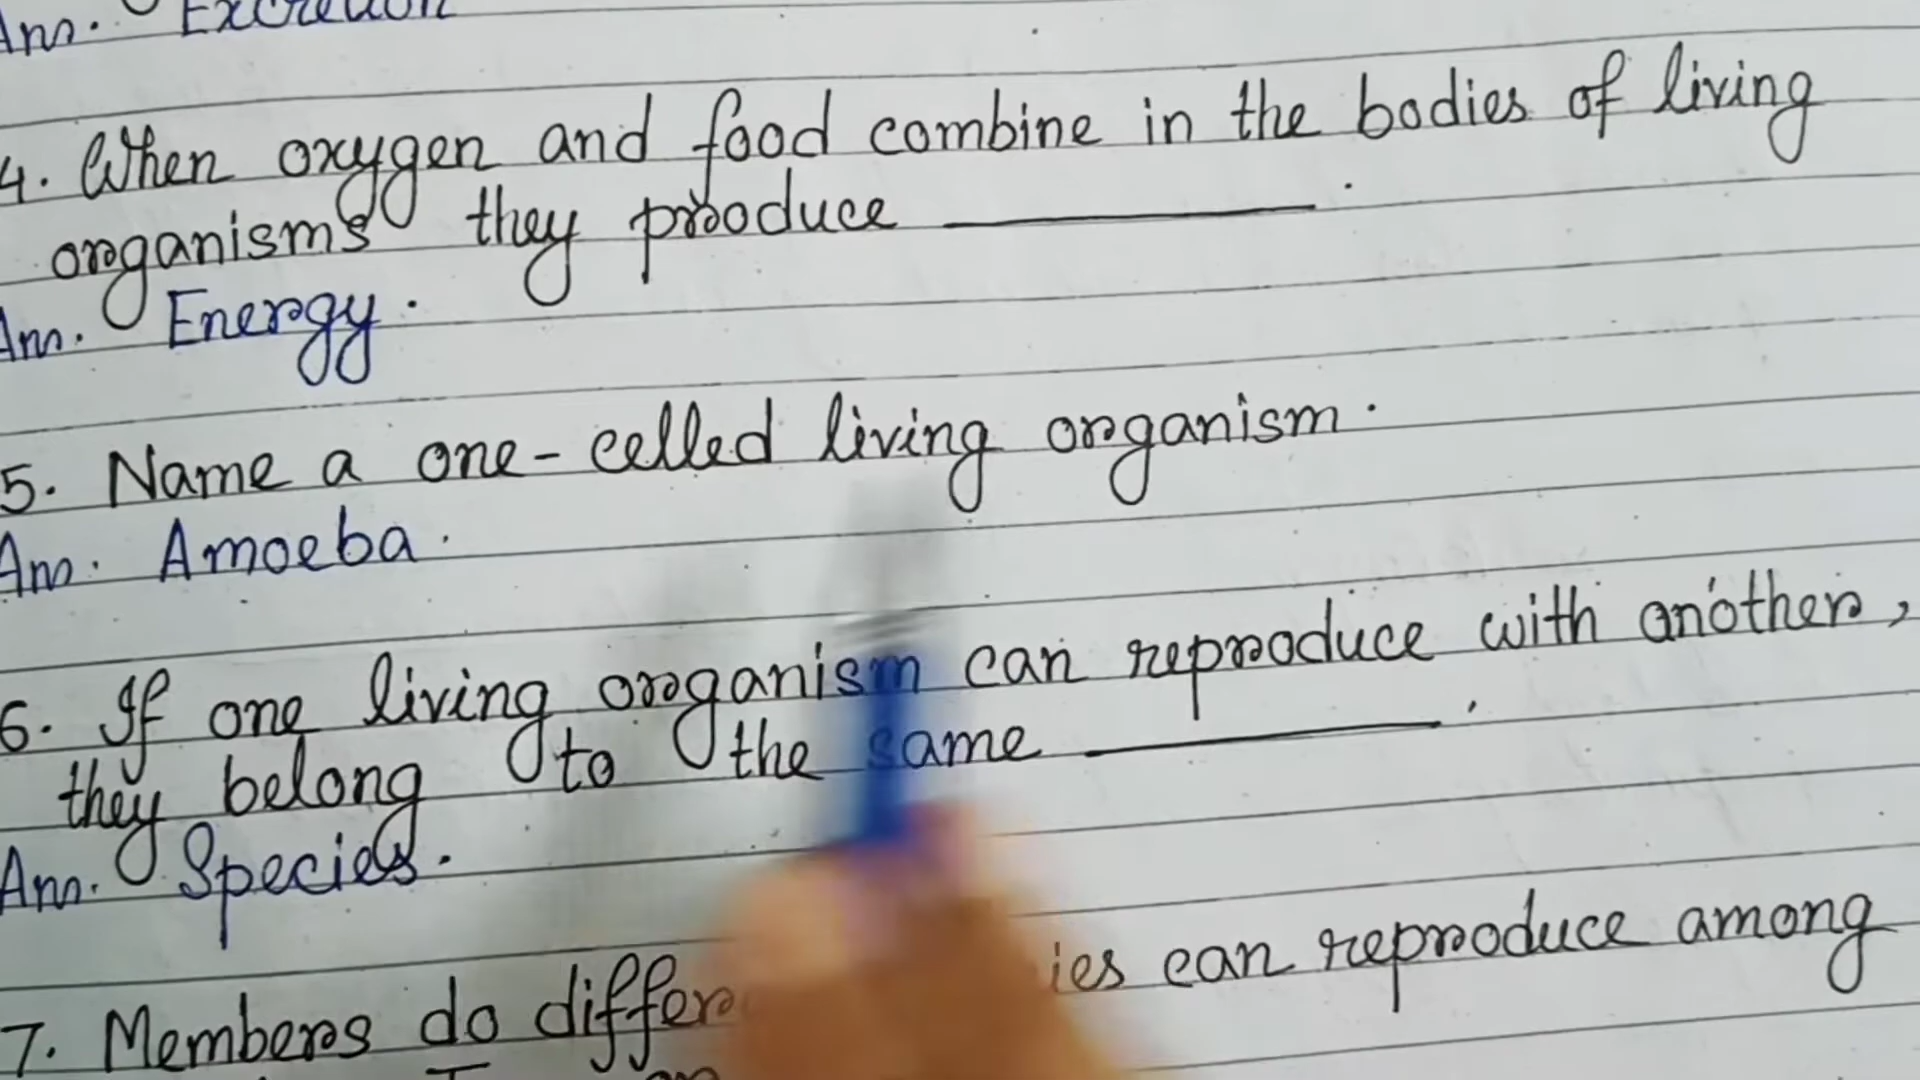 Ans. Excretion
4. When oxygen and food combine in the bodies of living
organisms they produce ________.
Ans. Energy.
5. Name a one-celled living organism.
Ans. Amoeba.
6. If one living organism can reproduce with another,
they belong to the same ________.
Ans. Species.
7. Members do can reproduce among